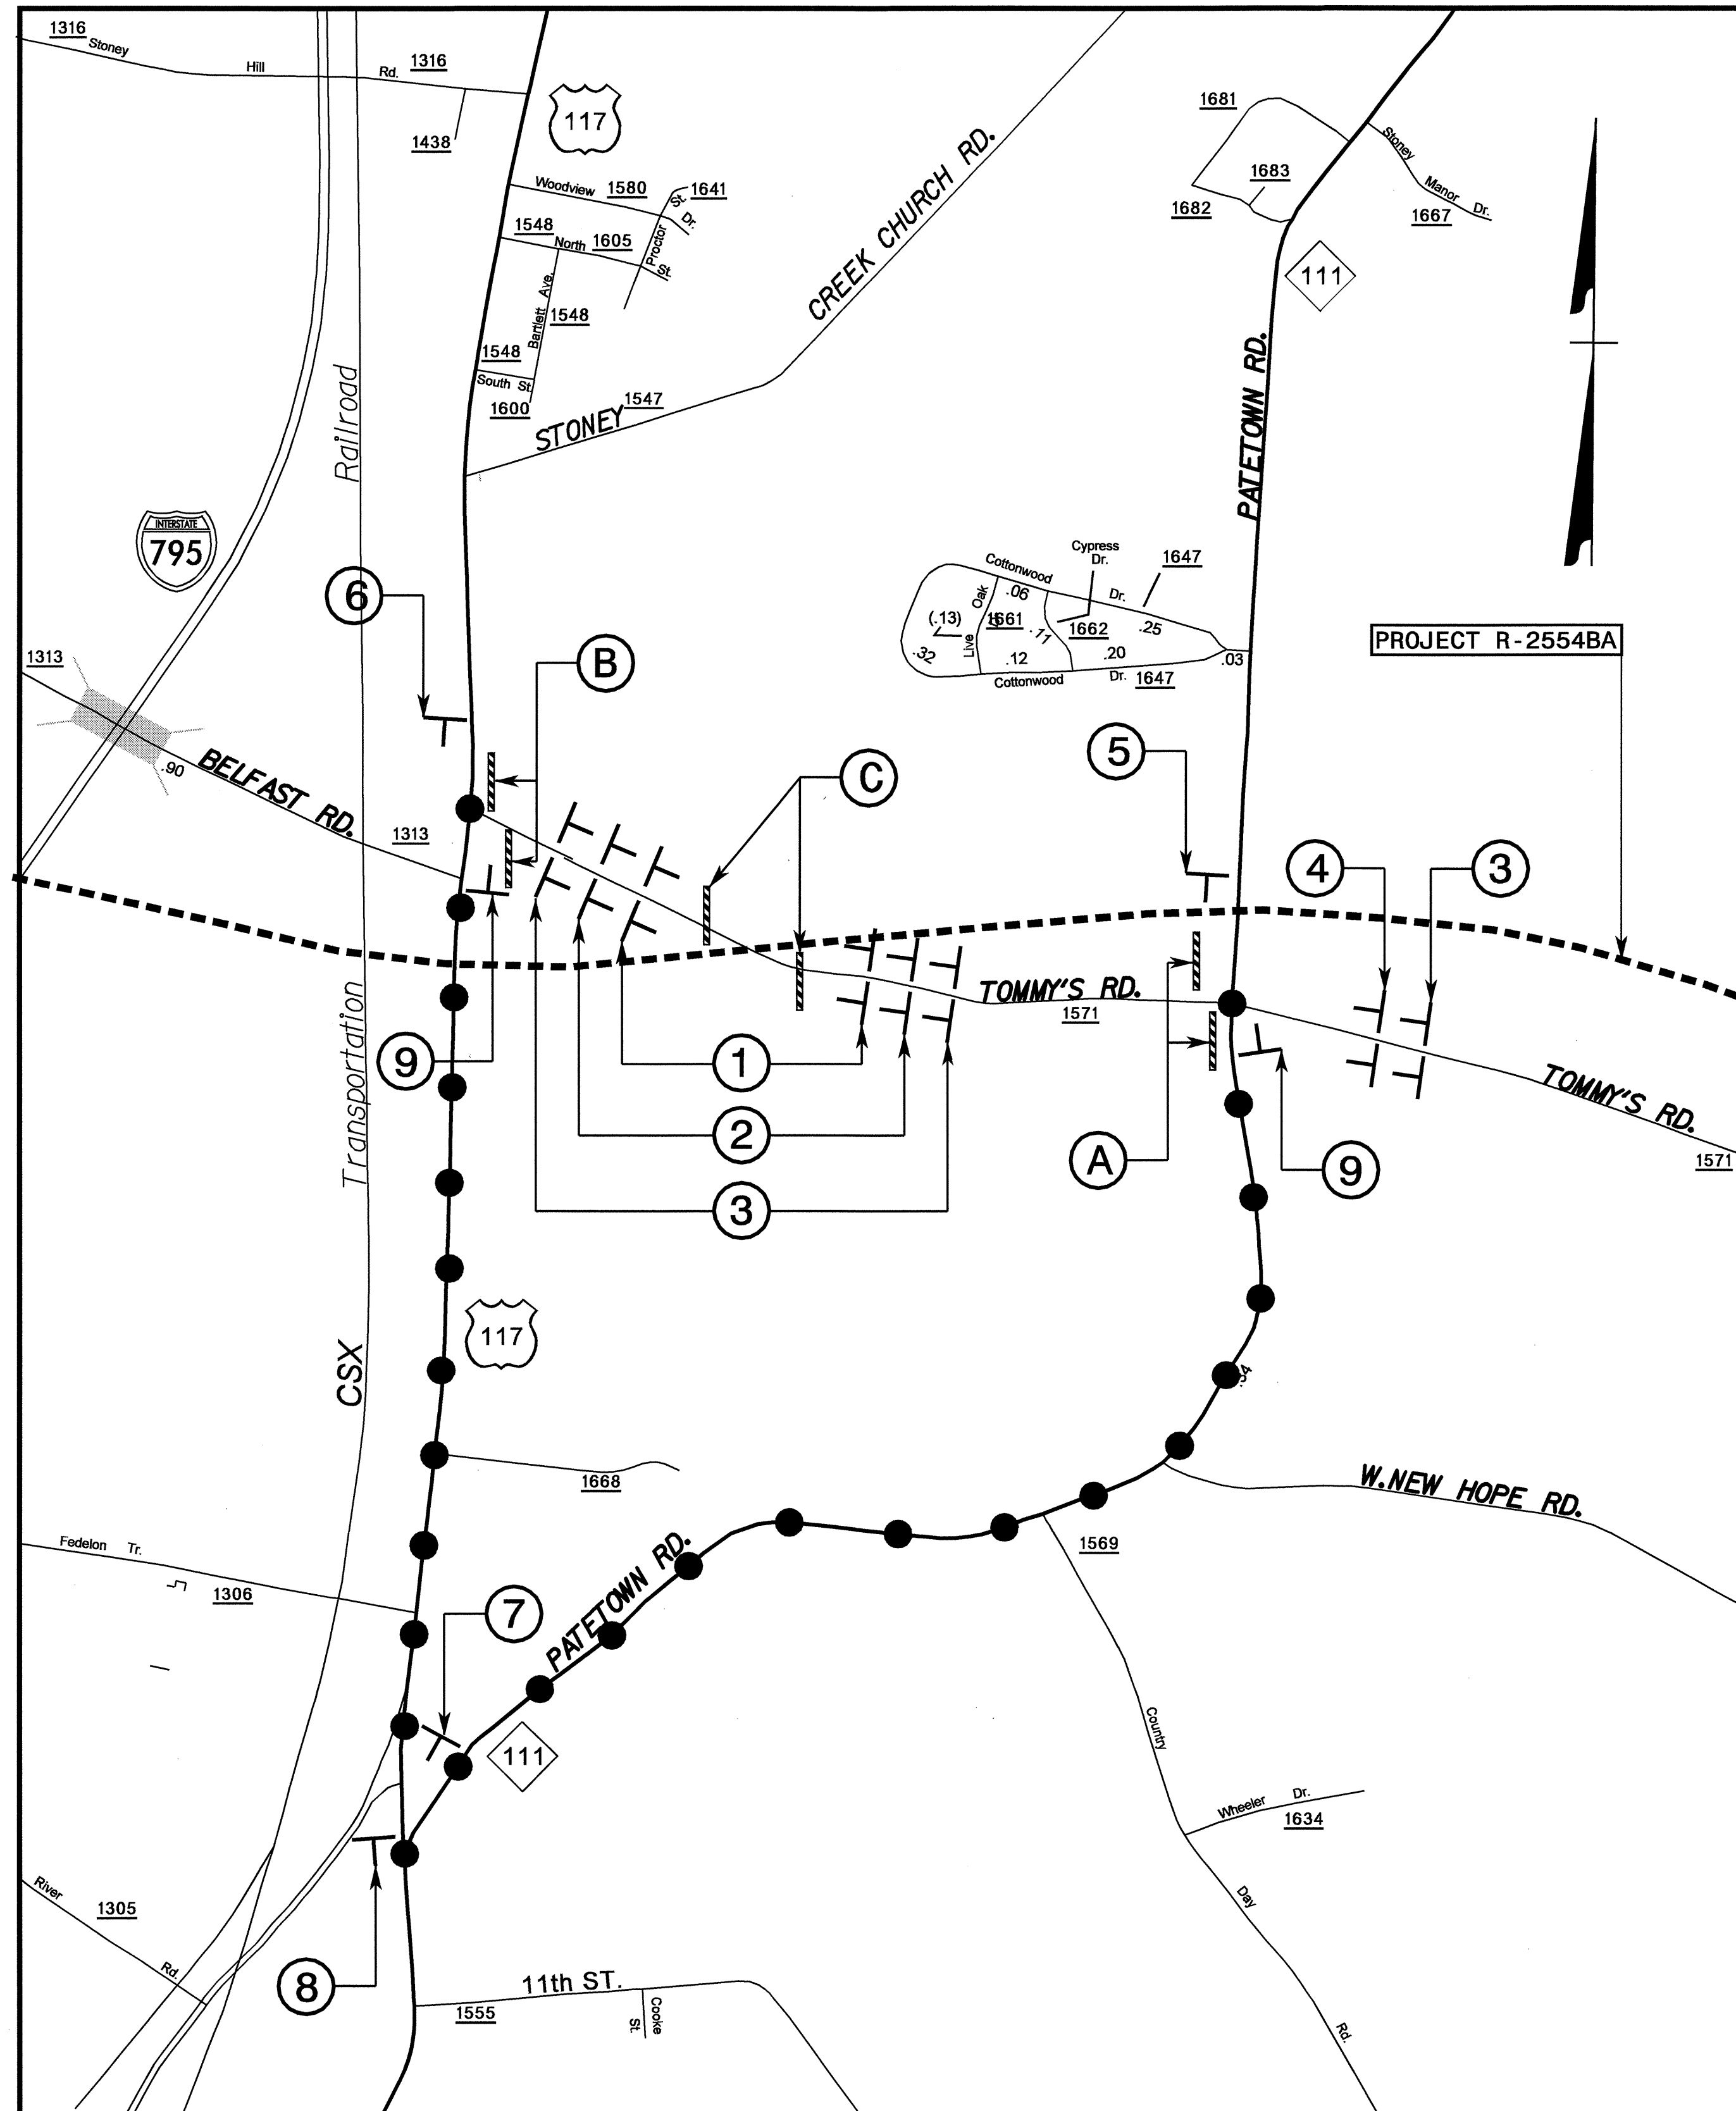 1316
Stoney
Hill
Rd.
1316
1438
117
Woodview
1580
St.
1641
Dr.
1548
North
1605
Proctor
St.
Bartlett Ave.
1548
1548
South St.
1600
STONEY
1547
CREEK CHURCH RD.
1681
1683
1682
Stoney
Manor
Dr.
1667
111
PATETOWN RD.
Railroad
INTERSTATE
795
Cypress
Dr.
1647
Cottonwood
Dr.
.06
Oak
Live
(.13)
1661
.11
1662
.25
.32
.12
.20
.03
Cottonwood
Dr.
1647
PROJECT R-2554BA
6
B
1313
.90
BELFAST RD.
1313
C
5
4
3
TOMMY'S RD.
1571
9
1
2
3
A
9
TOMMY'S RD.
1571
Transportation
CSX
117
1668
W.NEW HOPE RD.
1569
Fedelon
Tr.
1306
7
PATETOWN RD.
111
Country
Day
Rd.
Wheeler
Dr.
1634
River
1305
Rd.
8
11th ST.
1555
Cooke
St.